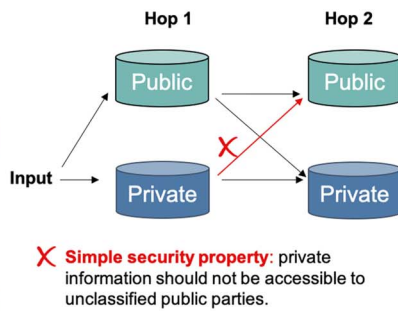 Hop 1 Hop 2
Public Public
Input
Private Private
X Simple security property: private
information should not be accessible to
unclassified public parties.